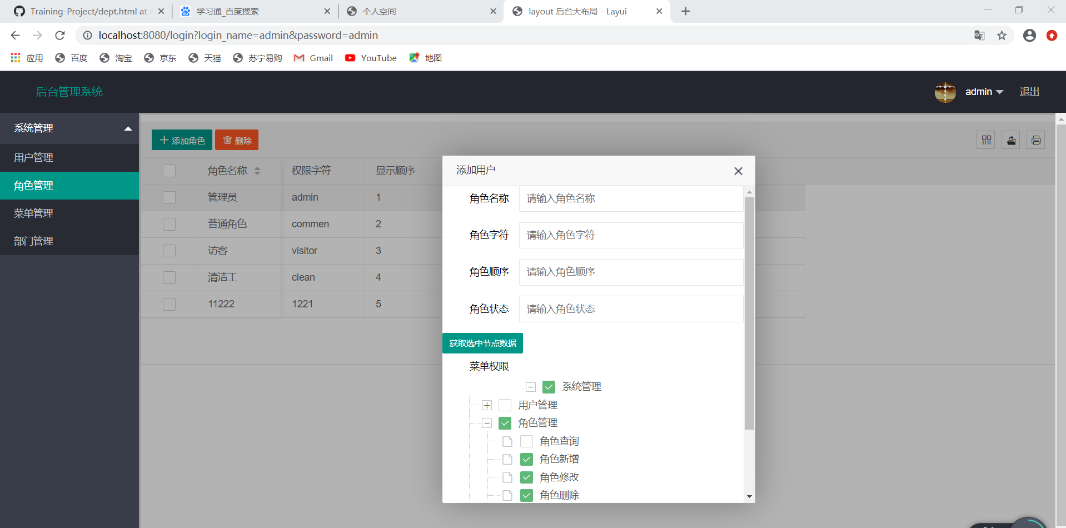 Training-Project/dept.html at
学习通_百度搜索
个人空间
layout 后台大布局 - Layui
localhost:8080/login?login_name=admin&password=admin
应用 百度 淘宝 京东 天猫 苏宁易购 Gmail YouTube 地图
后台管理系统
admin 退出
系统管理
用户管理
角色管理
菜单管理
部门管理
添加角色 删除
角色名称 权限字符 显示顺序
管理员 admin 1
普通角色 commen 2
访客 visitor 3
清洁工 clean 4
11222 1221 5
添加用户
角色名称 请输入角色名称
角色字符 请输入角色字符
角色顺序 请输入角色顺序
角色状态 请输入角色状态
获取选中节点数据
菜单权限
系统管理
用户管理
角色管理
角色查询
角色新增
角色修改
角色删除